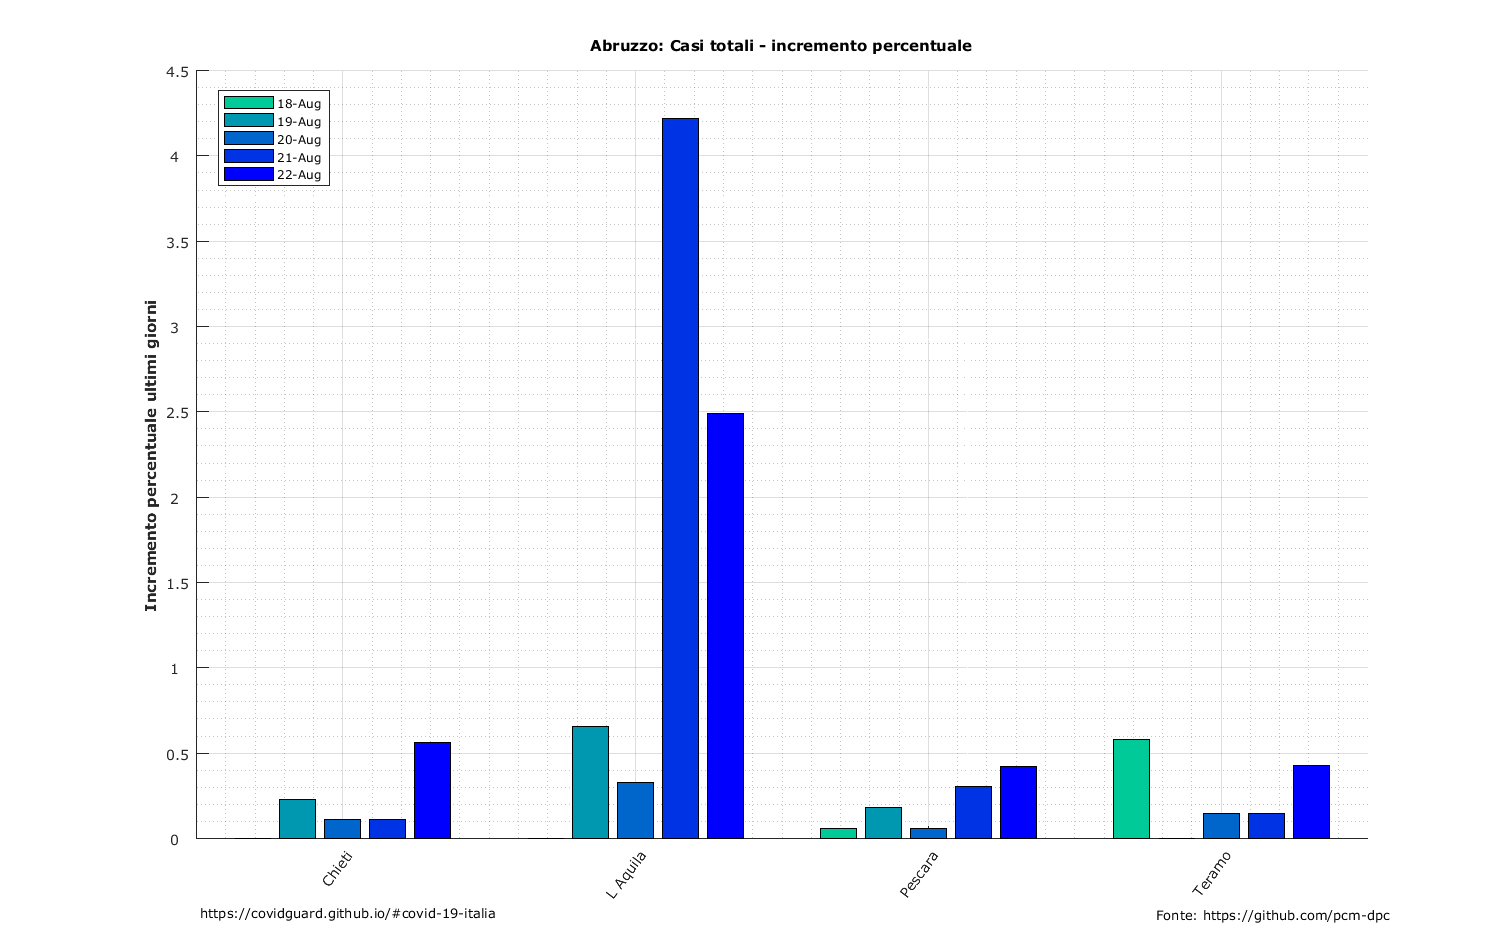 Abruzzo: Casi totali - incremento percentuale
4.5
4
3.5
3
2.5
2
1.5
1
0.5
0
Incremento percentuale ultimi giorni
18-Aug
19-Aug
20-Aug
21-Aug
22-Aug
Chieti
L Aquila
Pescara
Teramo
https://covidguard.github.io/#covid-19-italia
Fonte: https://github.com/pcm-dpc